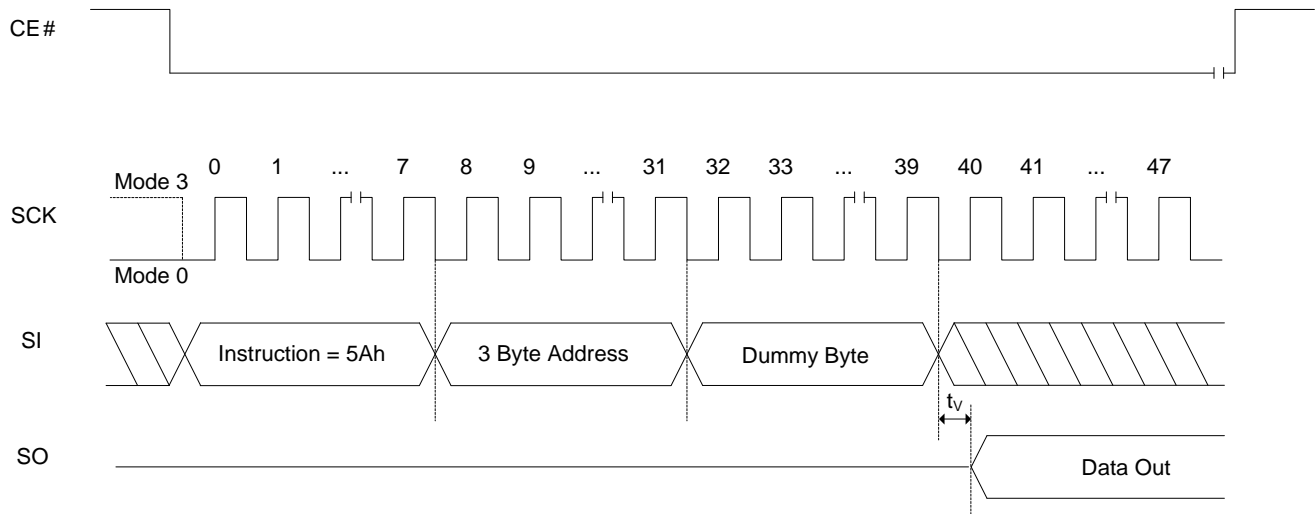 CE#
0 1 ... 7 8 9 ... 31 32 33 ... 39 40 41 ... 47
Mode 3
SCK
Mode 0
SI
Instruction = 5Ah
3 Byte Address
Dummy Byte
tV
SO
Data Out